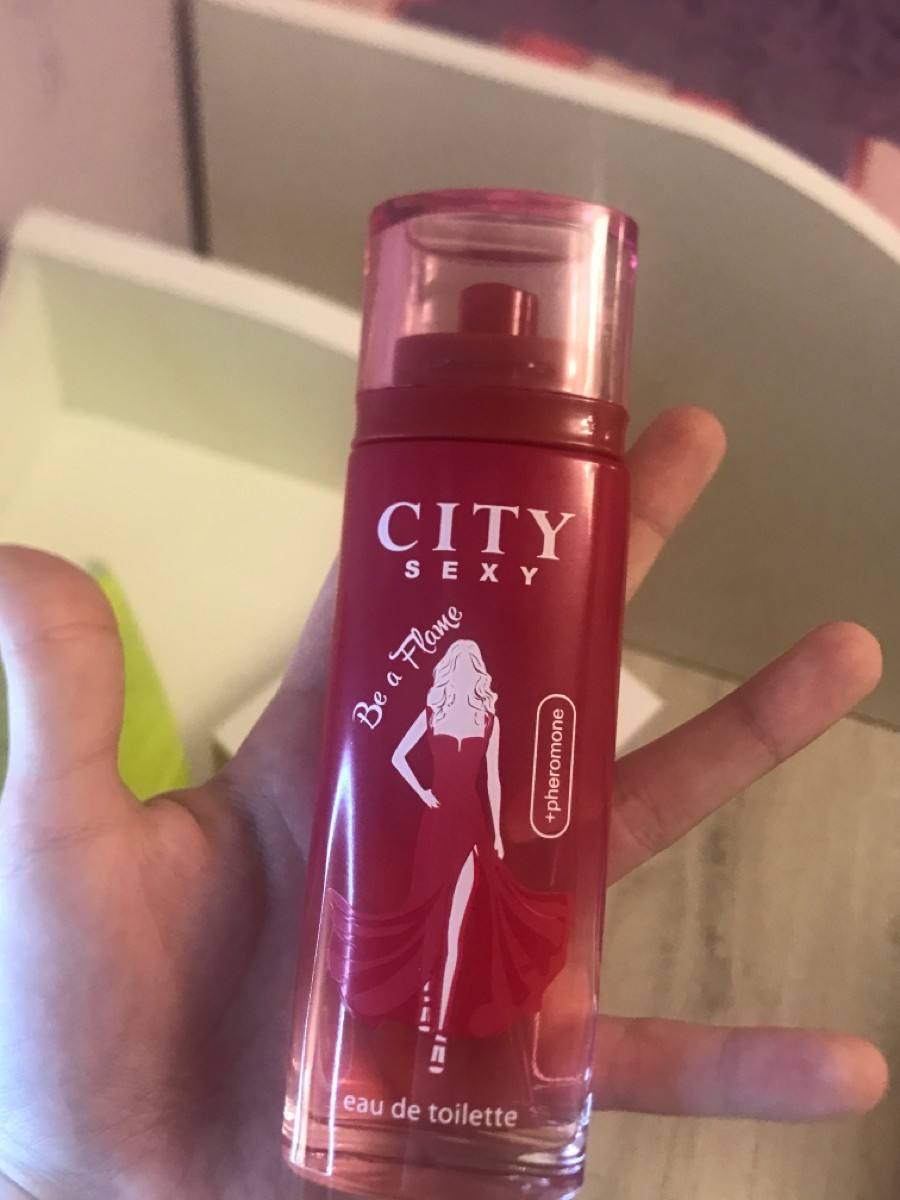 CITY
SEXY
Be a Flame
+pheromone
eau de toilette